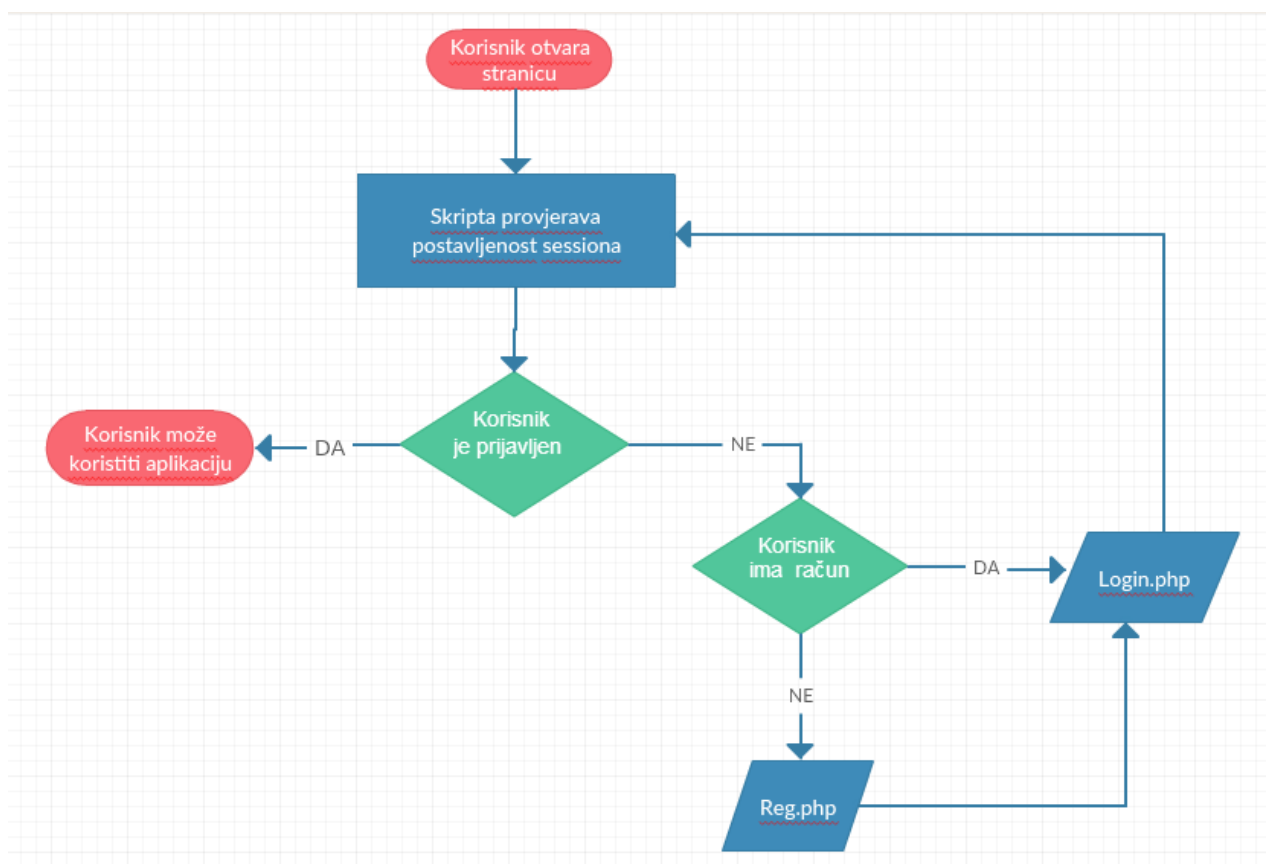 Korisnik otvara
stranicu
Skripta provjerava
postavljenost sessiona
Korisnik
je prijavljen
DA
Korisnik može
koristiti aplikaciju
NE
Korisnik
ima račun
DA
Login.php
NE
Reg.php